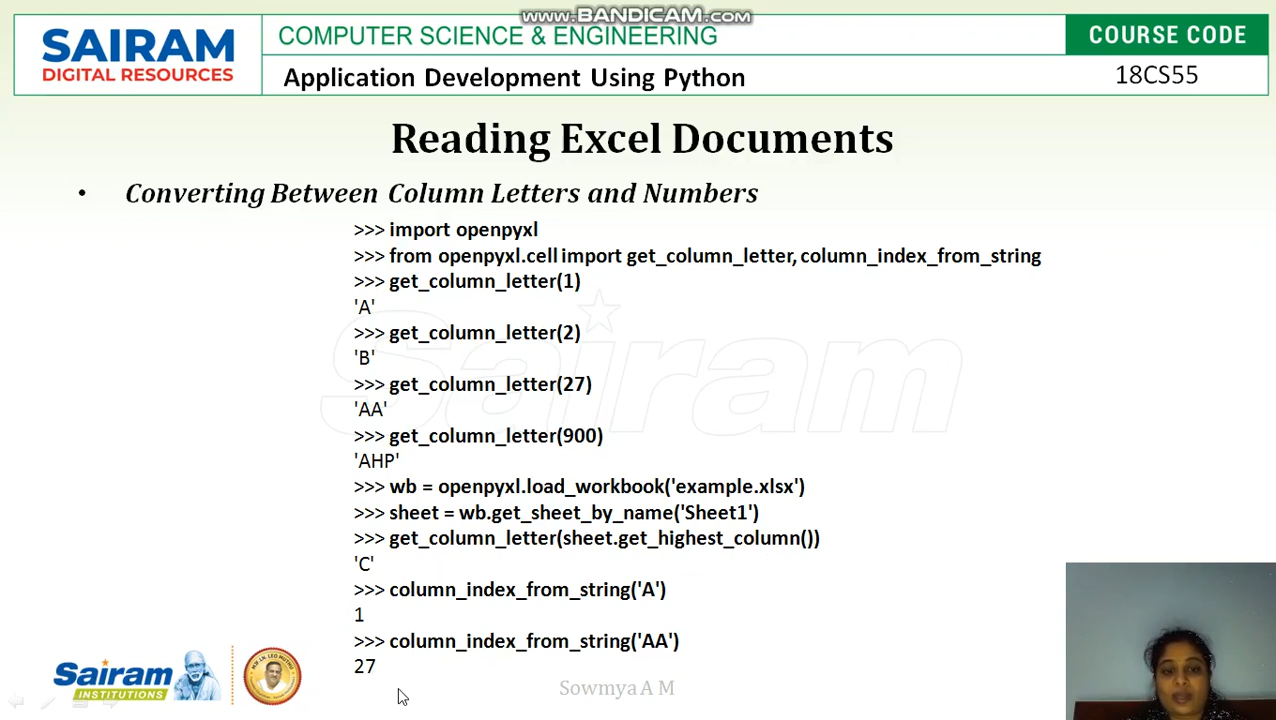 www.BANDICAM.com
SAIRAM
DIGITAL RESOURCES
COMPUTER SCIENCE & ENGINEERING
COURSE CODE
Application Development Using Python
18CS55
Reading Excel Documents
• Converting Between Column Letters and Numbers
>>> import openpyxl
>>> from openpyxl.cell import get_column_letter, column_index_from_string
>>> get_column_letter(1)
'A'
>>> get_column_letter(2)
'B'
>>> get_column_letter(27)
'AA'
>>> get_column_letter(900)
'AHP'
>>> wb = openpyxl.load_workbook('example.xlsx')
>>> sheet = wb.get_sheet_by_name('Sheet1')
>>> get_column_letter(sheet.get_highest_column())
'C'
>>> column_index_from_string('A')
1
>>> column_index_from_string('AA')
27
Sairam
Sairam
INSTITUTIONS
Sowmya A M